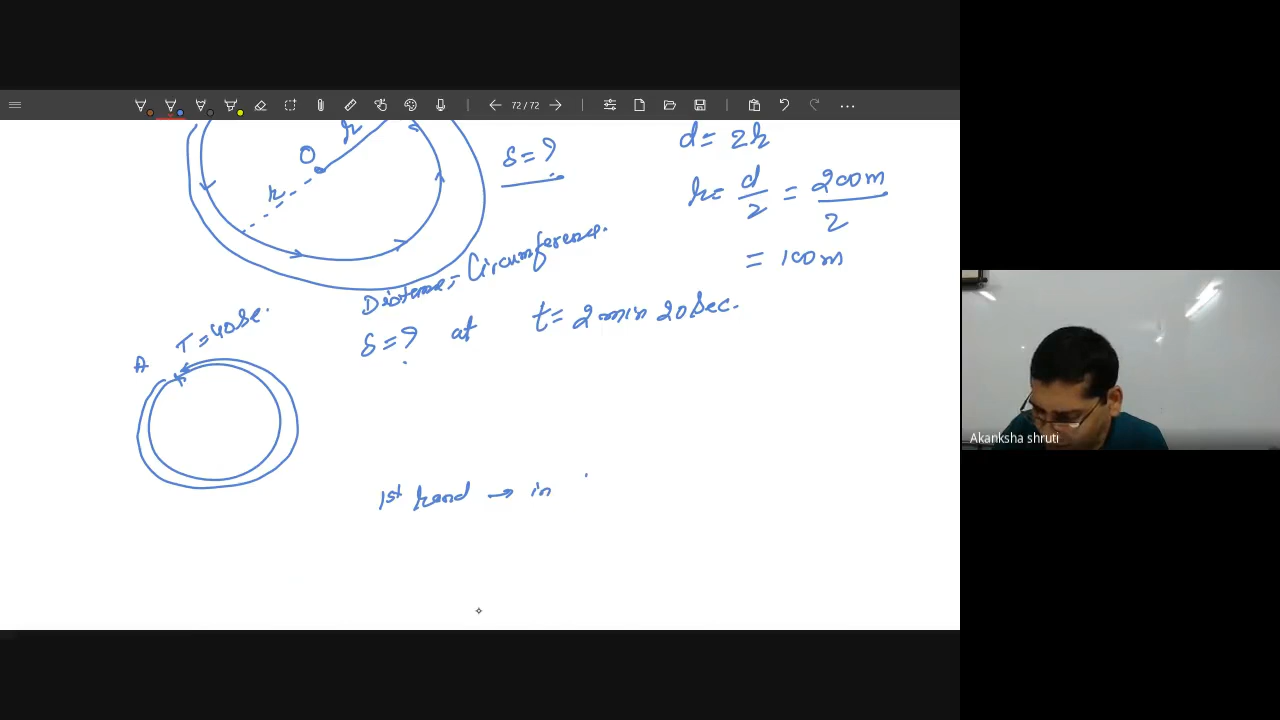 72 / 72
r
O
r
S = ?
d = 2r
r = d/2 = 200m/2
= 100m
Distance = Circumference.
S = ? at t = 2 min 20 Sec.
T = 40 Se.
A
1st round → in
Akanksha shruti